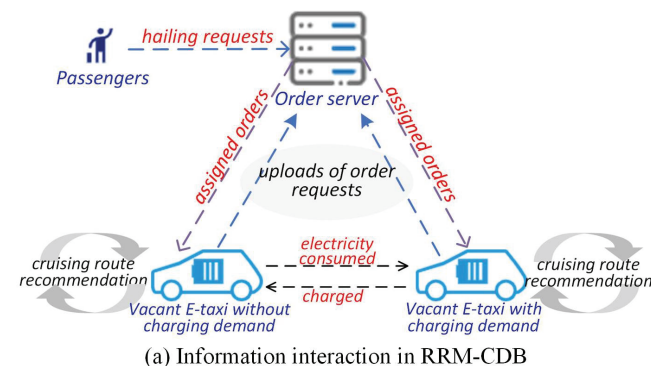 hailing requests
Passengers
Order server
assigned orders
assigned orders
uploads of order
requests
cruising route
recommendation
electricity
consumed
charged
cruising route
recommendation
Vacant E-taxi without
charging demand
Vacant E-taxi with
charging demand
(a) Information interaction in RRM-CDB